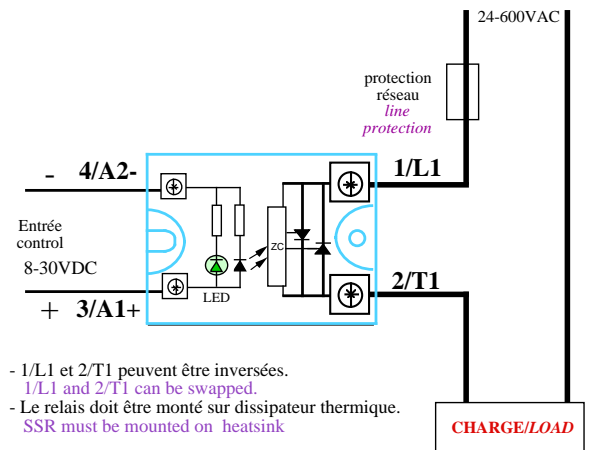 24-600VAC
protection
réseau
line
protection
- 4/A2-
1/L1
Entrée
control
8-30VDC
ZC
LED
+ 3/A1+
2/T1
- 1/L1 et 2/T1 peuvent être inversées.
1/L1 and 2/T1 can be swapped.
- Le relais doit être monté sur dissipateur thermique.
SSR must be mounted on heatsink
CHARGE/LOAD